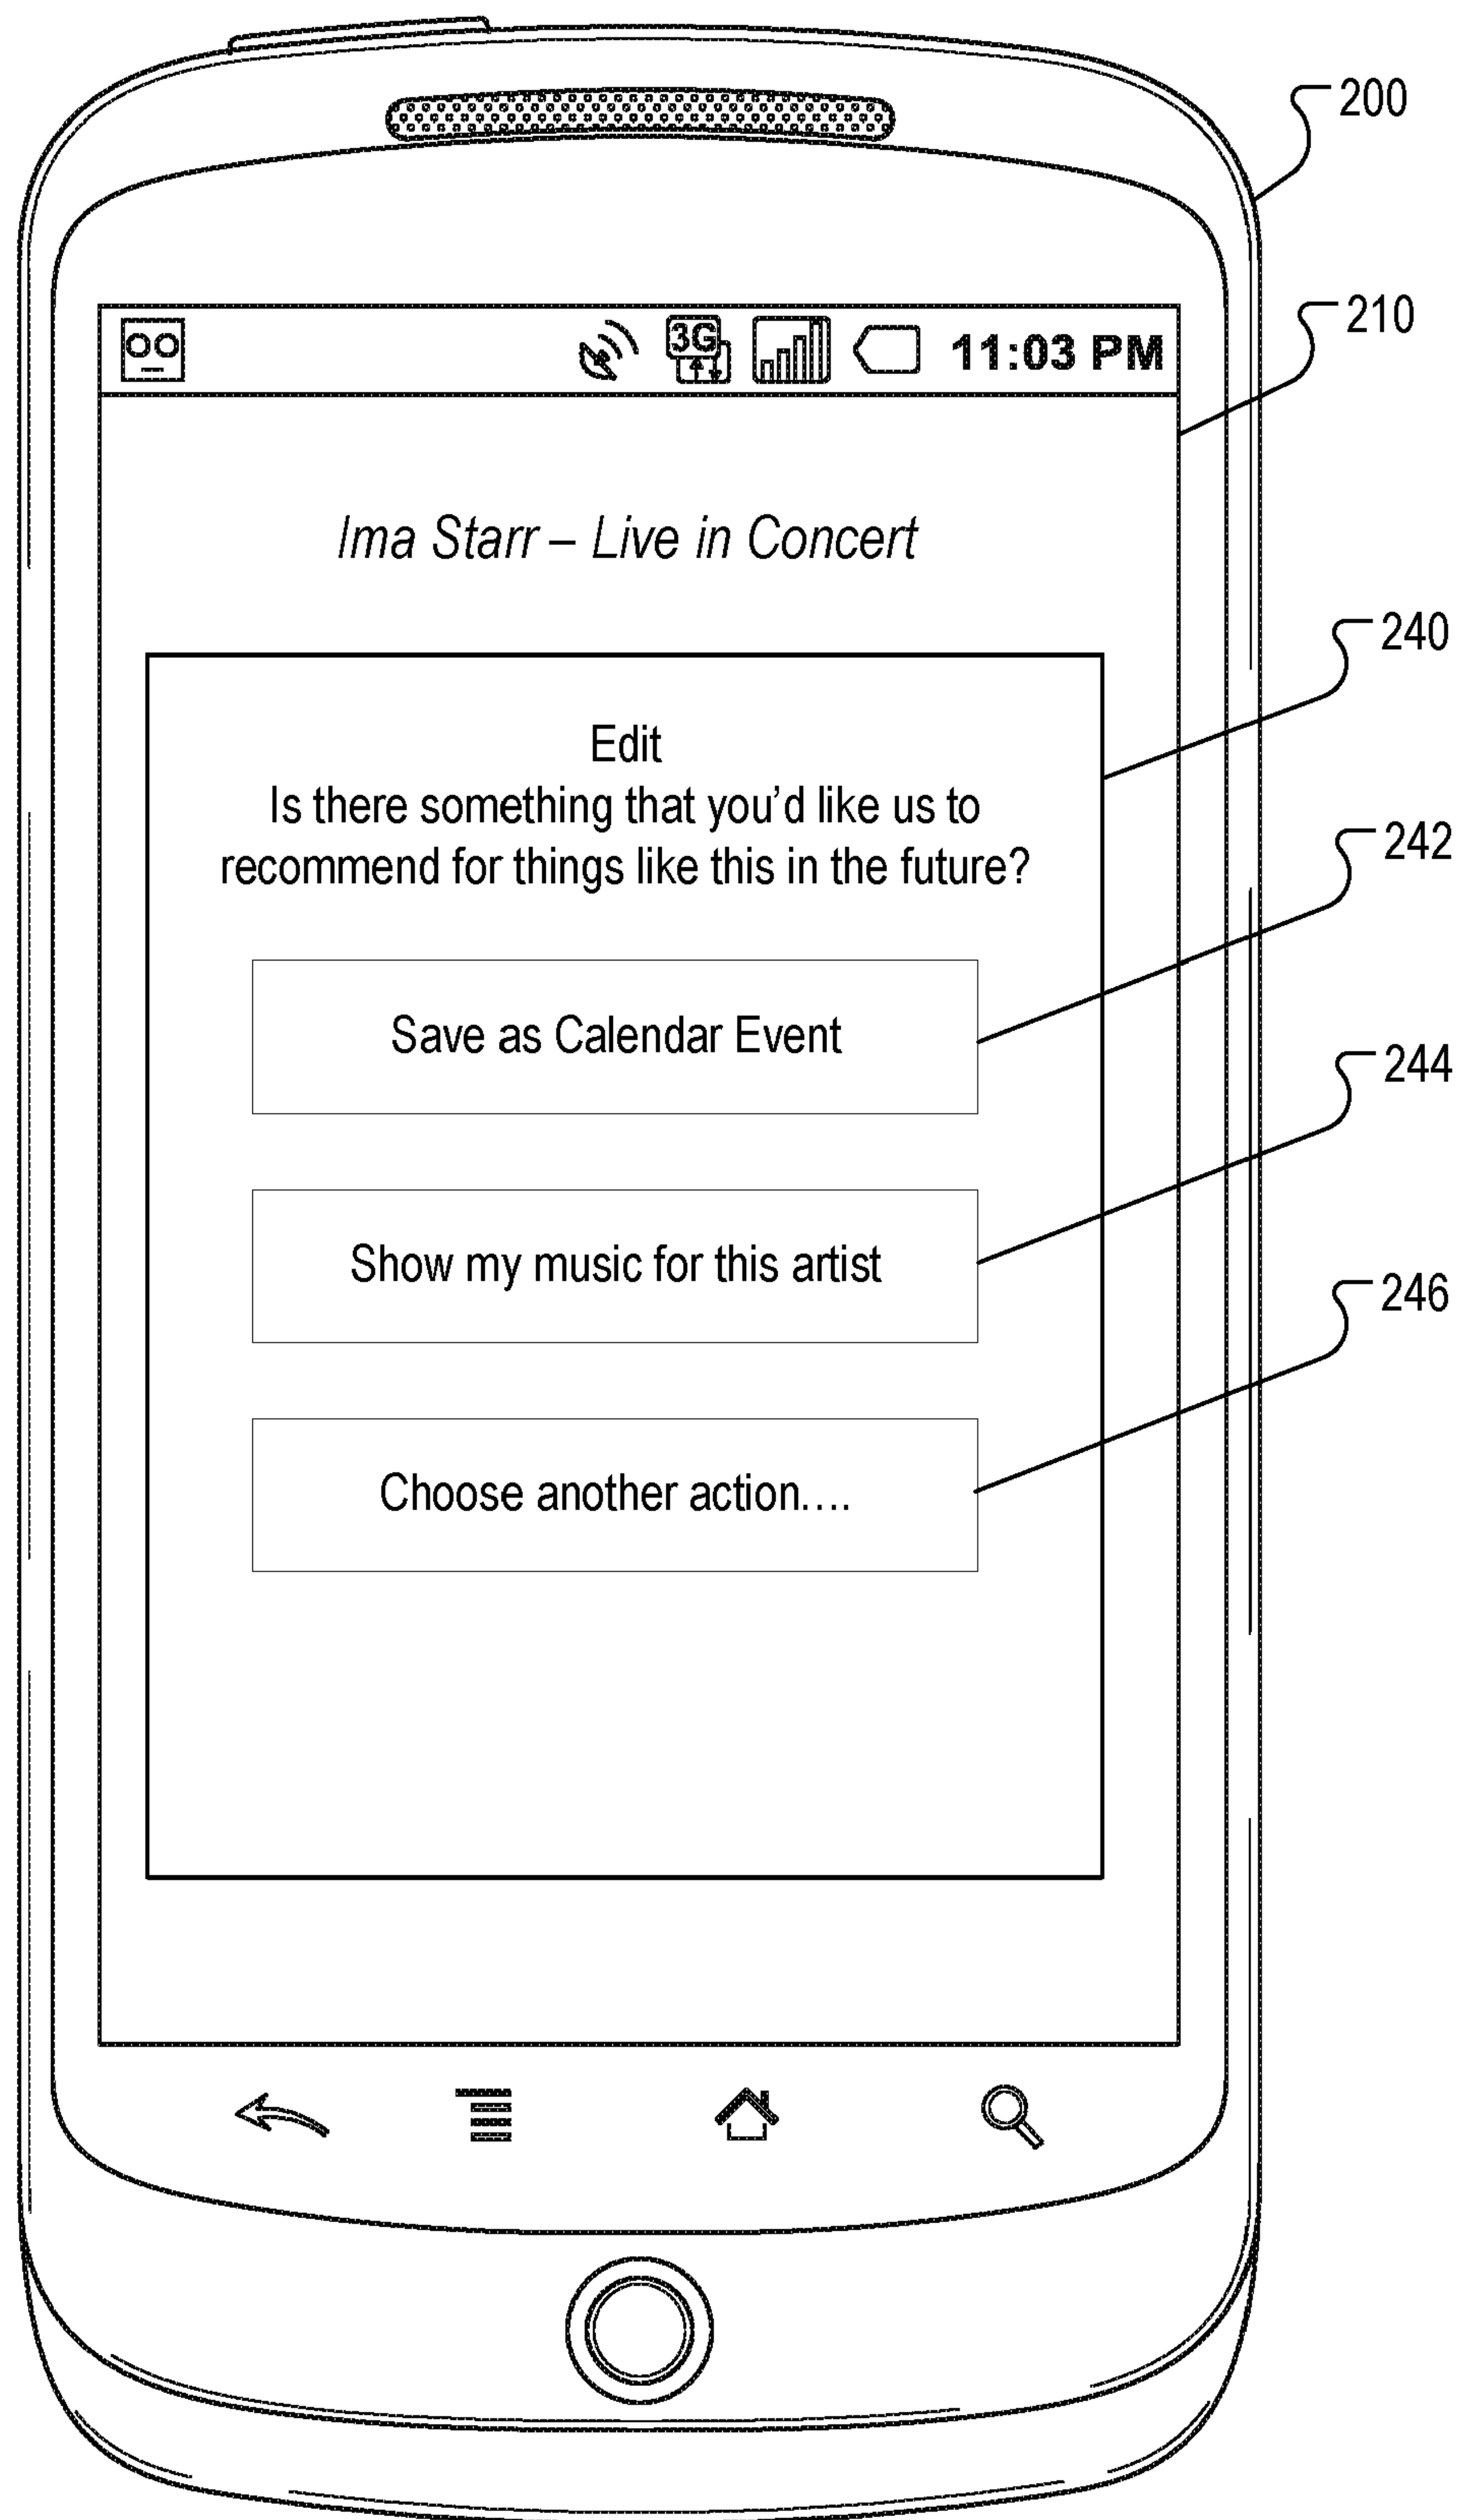 200
3G
11:03 PM
210
Ima Starr – Live in Concert
240
Edit
Is there something that you'd like us to
recommend for things like this in the future?
242
Save as Calendar Event
244
Show my music for this artist
246
Choose another action....